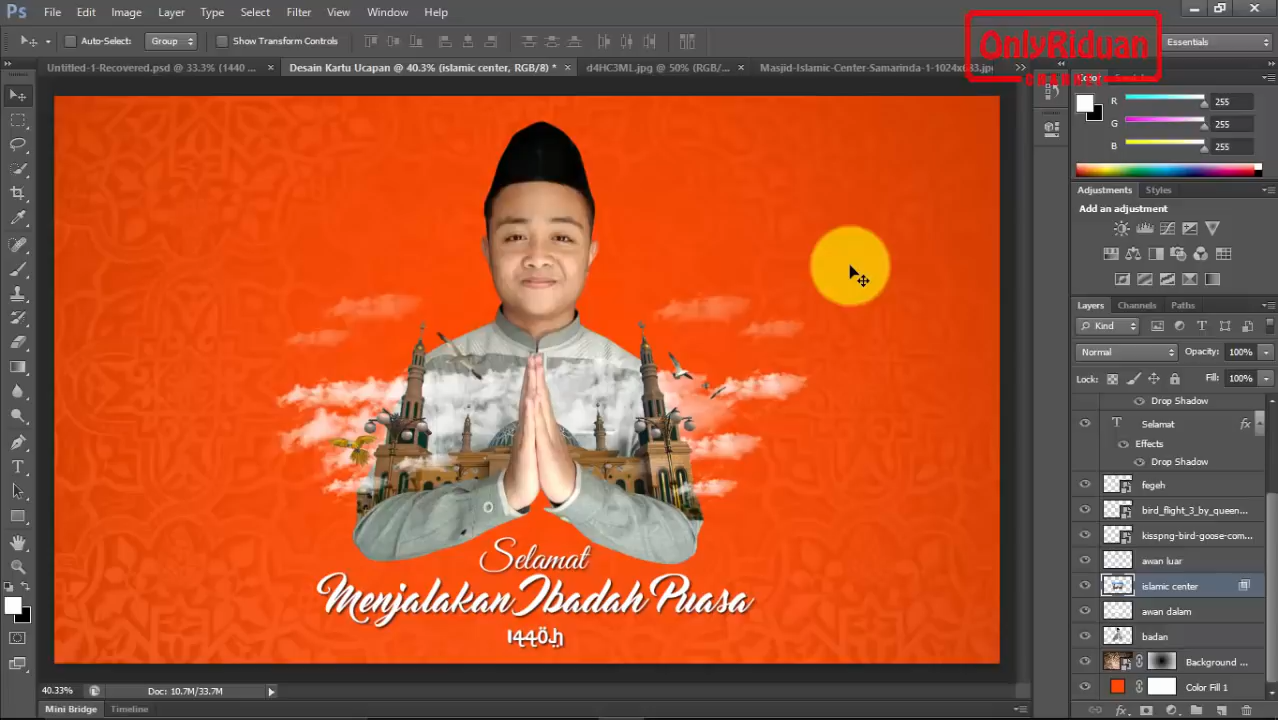 Ps File Edit Image Layer Type Select Filter View Window Help
Auto-Select: Group Show Transform Controls
OnlyRiduan
CHANNEL
Essentials
Untitled-1-Recovered.psd @ 33.3% (1440 ...
Desain Kartu Ucapan @ 40.3% (islamic center, RGB/8) *
d4HC3ML.jpg @ 50% (RGB/...
Masjid-Islamic-Center-Samarinda-1-1024x633.jpg
Color
R 255
G 255
B 255
Adjustments Styles
Add an adjustment
Layers Channels Paths
Kind
Normal Opacity: 100%
Lock: Fill: 100%
Drop Shadow
T Selamat fx
Effects
Drop Shadow
fegeh
bird_flight_3_by_queen...
kisspng-bird-goose-com...
awan luar
islamic center
awan dalam
badan
Background ...
Color Fill 1
Selamat
Menjalakan Ibadah Puasa
1440.h
40.33% Doc: 10.7M/33.7M
Mini Bridge Timeline